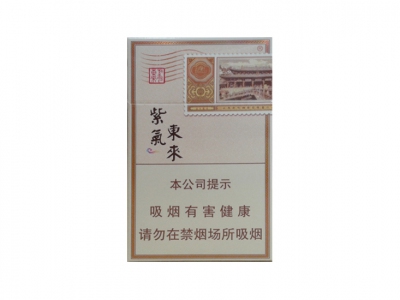 紫氣
東來
本公司提示
吸烟有害健康
请勿在禁烟场所吸烟